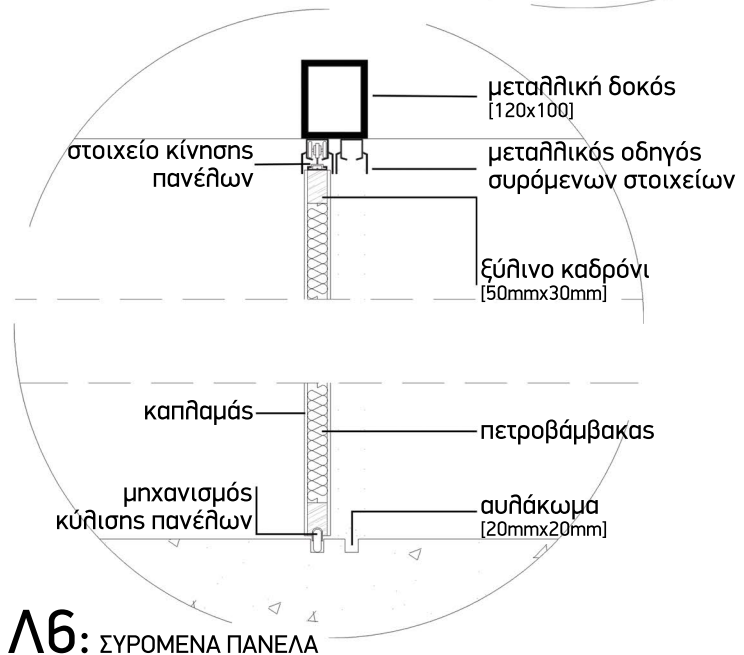 μεταλλική δοκός
[120x100]
στοιχείο κίνησης
πανέλων
μεταλλικός οδηγός
συρόμενων στοιχείων
ξύλινο καδρόνι
[50mmx30mm]
καπλαμάς
πετροβάμβακας
μηχανισμός
κύλισης πανέλων
αυλάκωμα
[20mmx20mm]
Λ6: ΣΥΡΟΜΕΝΑ ΠΑΝΕΛΑ